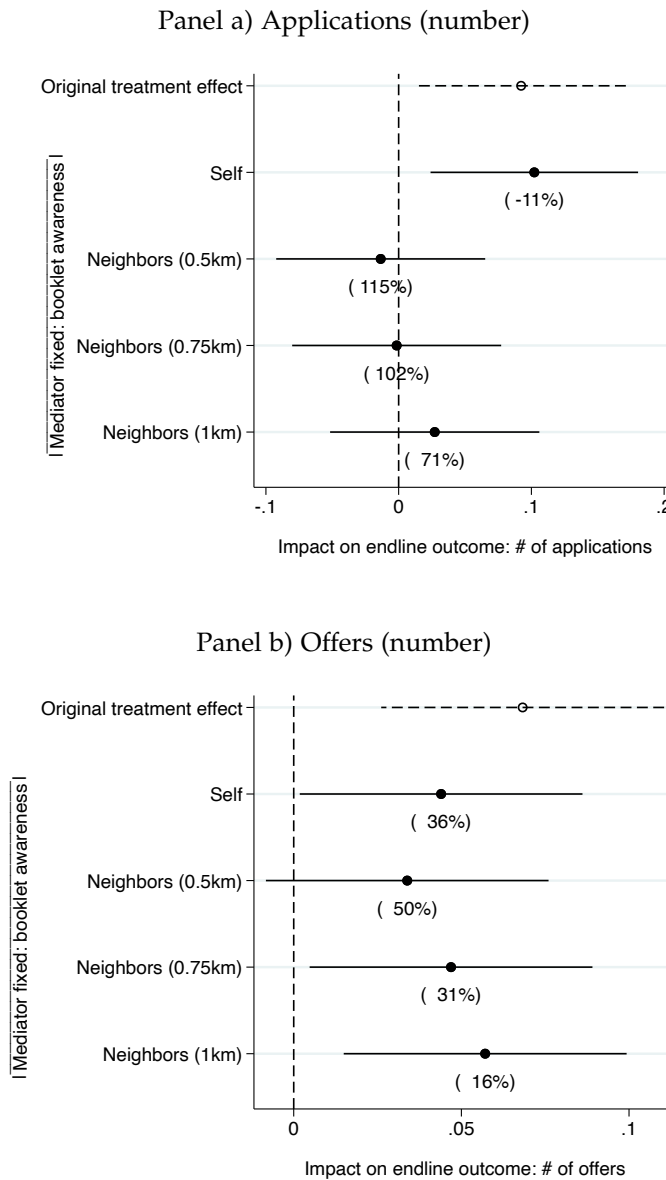 Panel a) Applications (number)
Original treatment effect
Self
( -11%)
Neighbors (0.5km)
( 115%)
Neighbors (0.75km)
( 102%)
Neighbors (1km)
( 71%)
| Mediator fixed: booklet awareness |
-.1 0 .1 .2
Impact on endline outcome: # of applications
Panel b) Offers (number)
Original treatment effect
Self
( 36%)
Neighbors (0.5km)
( 50%)
Neighbors (0.75km)
( 31%)
Neighbors (1km)
( 16%)
| Mediator fixed: booklet awareness |
0 .05 .1
Impact on endline outcome: # of offers